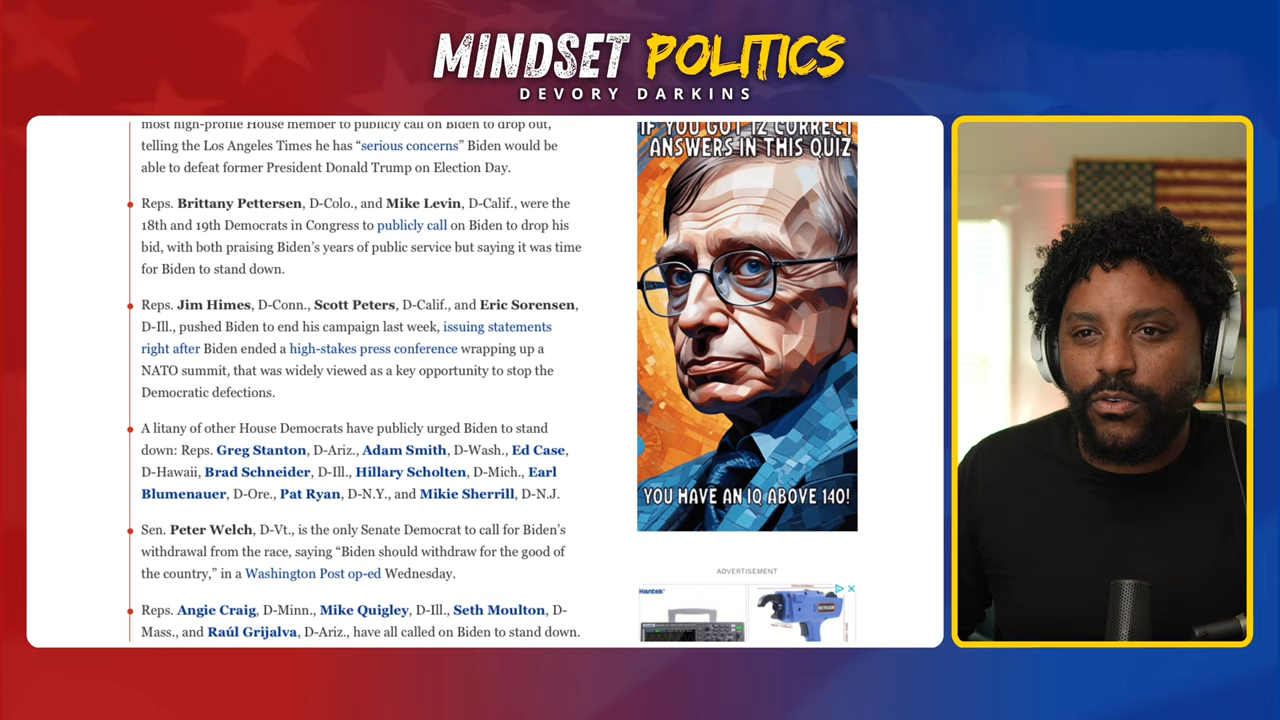 MINDSET POLITICS
DEVORY DARKINS
most high-profile House member to publicly call on Biden to drop out,
telling the Los Angeles Times he has “serious concerns” Biden would be
able to defeat former President Donald Trump on Election Day.
Reps. Brittany Pettersen, D-Colo., and Mike Levin, D-Calif., were the
18th and 19th Democrats in Congress to publicly call on Biden to drop his
bid, with both praising Biden’s years of public service but saying it was time
for Biden to stand down.
Reps. Jim Himes, D-Conn., Scott Peters, D-Calif., and Eric Sorensen,
D-Ill., pushed Biden to end his campaign last week, issuing statements
right after Biden ended a high-stakes press conference wrapping up a
NATO summit, that was widely viewed as a key opportunity to stop the
Democratic defections.
A litany of other House Democrats have publicly urged Biden to stand
down: Reps. Greg Stanton, D-Ariz., Adam Smith, D-Wash., Ed Case,
D-Hawaii, Brad Schneider, D-Ill., Hillary Scholten, D-Mich., Earl
Blumenauer, D-Ore., Pat Ryan, D-N.Y., and Mikie Sherrill, D-N.J.
Sen. Peter Welch, D-Vt., is the only Senate Democrat to call for Biden’s
withdrawal from the race, saying “Biden should withdraw for the good of
the country,” in a Washington Post op-ed Wednesday.
Reps. Angie Craig, D-Minn., Mike Quigley, D-Ill., Seth Moulton, D-
Mass., and Raúl Grijalva, D-Ariz., have all called on Biden to stand down.
IF YOU GOT 12 CORRECT
ANSWERS IN THIS QUIZ
YOU HAVE AN IQ ABOVE 140!
ADVERTISEMENT
Hantek